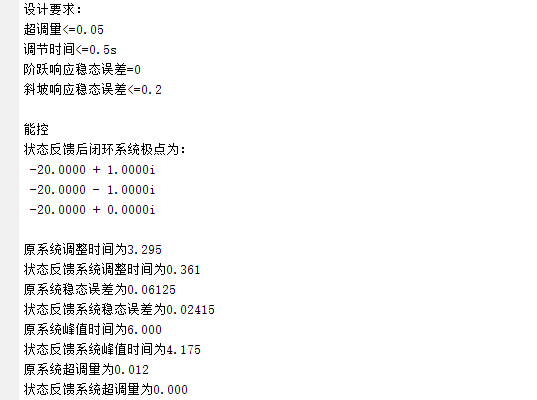 设计要求:
超调量<=0.05
调节时间<=0.5s
阶跃响应稳态误差=0
斜坡响应稳态误差<=0.2
能控
状态反馈后闭环系统极点为:
-20.0000 + 1.0000i
-20.0000 - 1.0000i
-20.0000 + 0.0000i
原系统调整时间为3.295
状态反馈系统调整时间为0.361
原系统稳态误差为0.06125
状态反馈系统稳态误差为0.02415
原系统峰值时间为6.000
状态反馈系统峰值时间为4.175
原系统超调量为0.012
状态反馈系统超调量为0.000